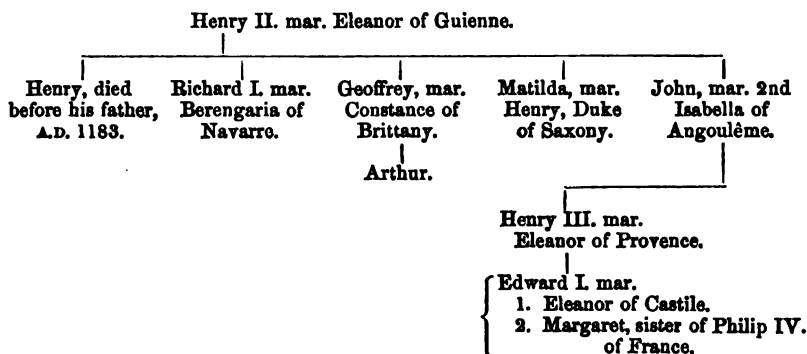 Henry II. mar. Eleanor of Guienne.
Henry, died
before his father,
A.D. 1183.
Richard I. mar.
Berengaria of
Navarro.
Geoffrey, mar.
Constance of
Brittany.
Arthur.
Matilda, mar.
Henry, Duke
of Saxony.
John, mar. 2nd
Isabella of
Angoulême.
Henry III. mar.
Eleanor of Provence.
Edward I. mar.
1. Eleanor of Castile.
2. Margaret, sister of Philip IV.
of France.